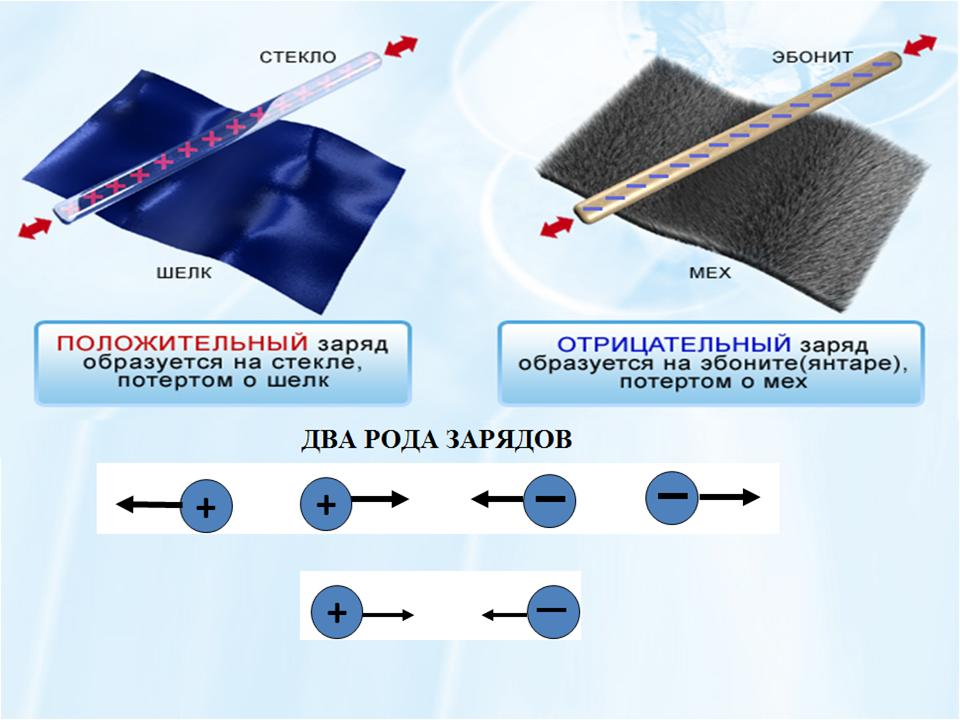 СТЕКЛО
ЭБОНИТ
ШЕЛК
МЕХ
ПОЛОЖИТЕЛЬНЫЙ заряд
образуется на стекле,
потертом о шелк
ОТРИЦАТЕЛЬНЫЙ заряд
образуется на эбоните(янтаре),
потертом о мех
ДВА РОДА ЗАРЯДОВ
+ + − −
+ −